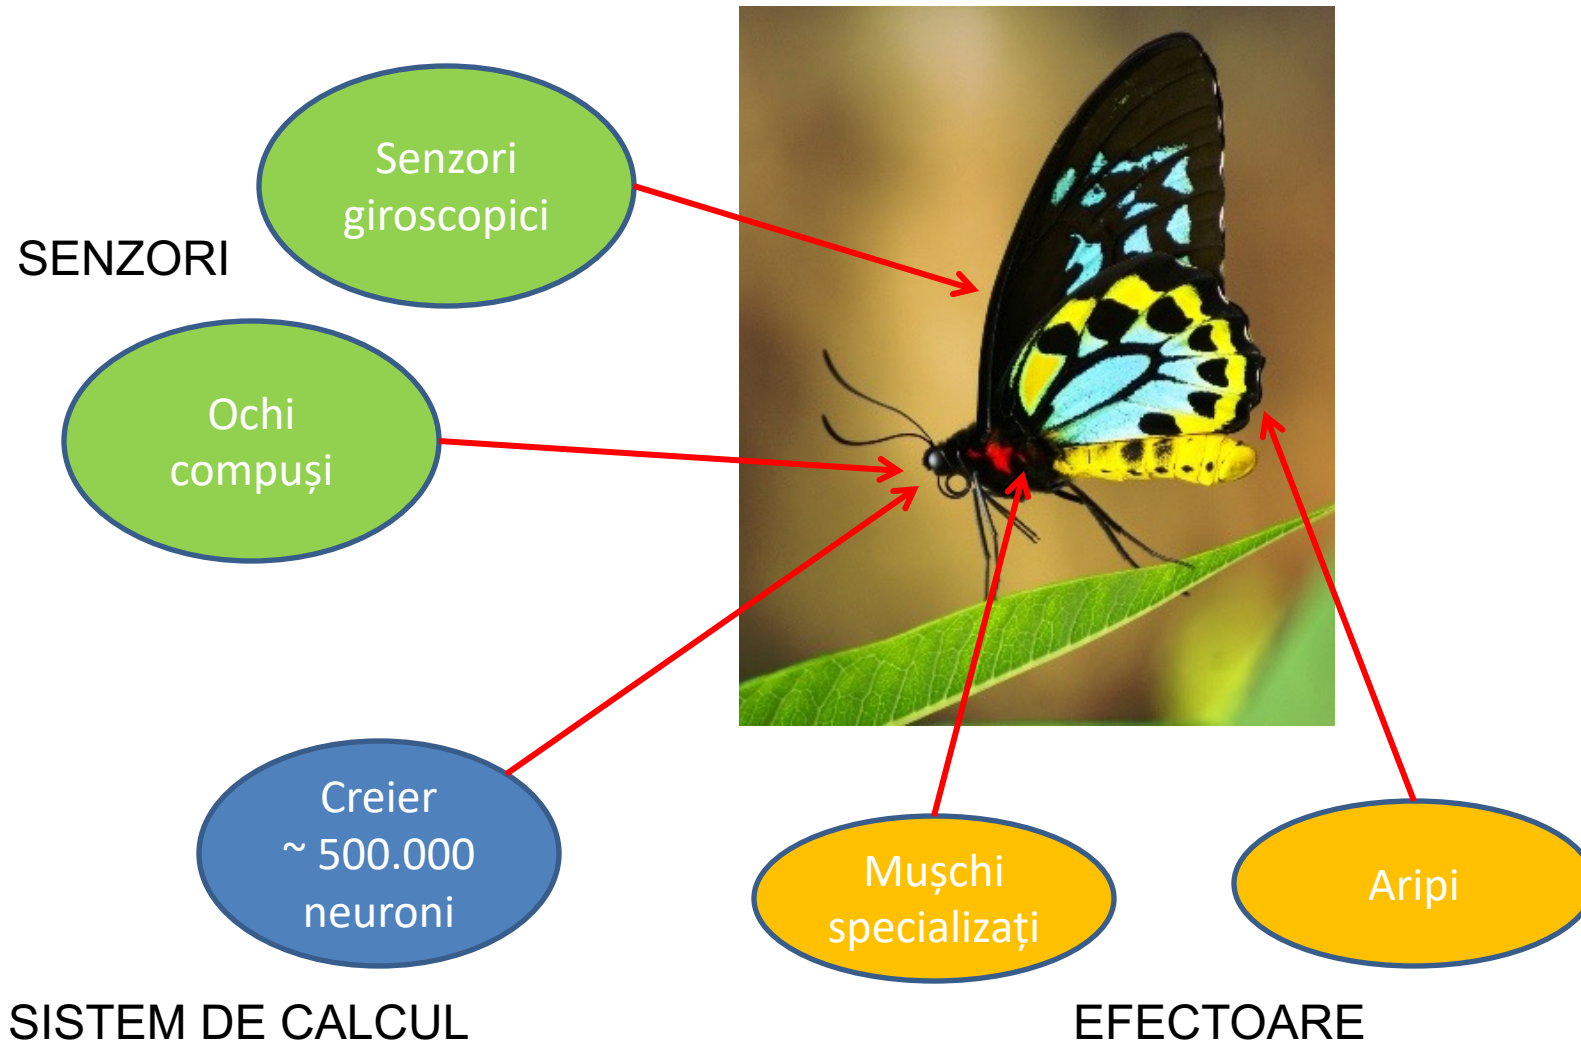 Senzori
giroscopici
SENZORI
Ochi
compuși
Creier
~ 500.000
neuroni
Mușchi
specializați
Aripi
SISTEM DE CALCUL
EFECTOARE